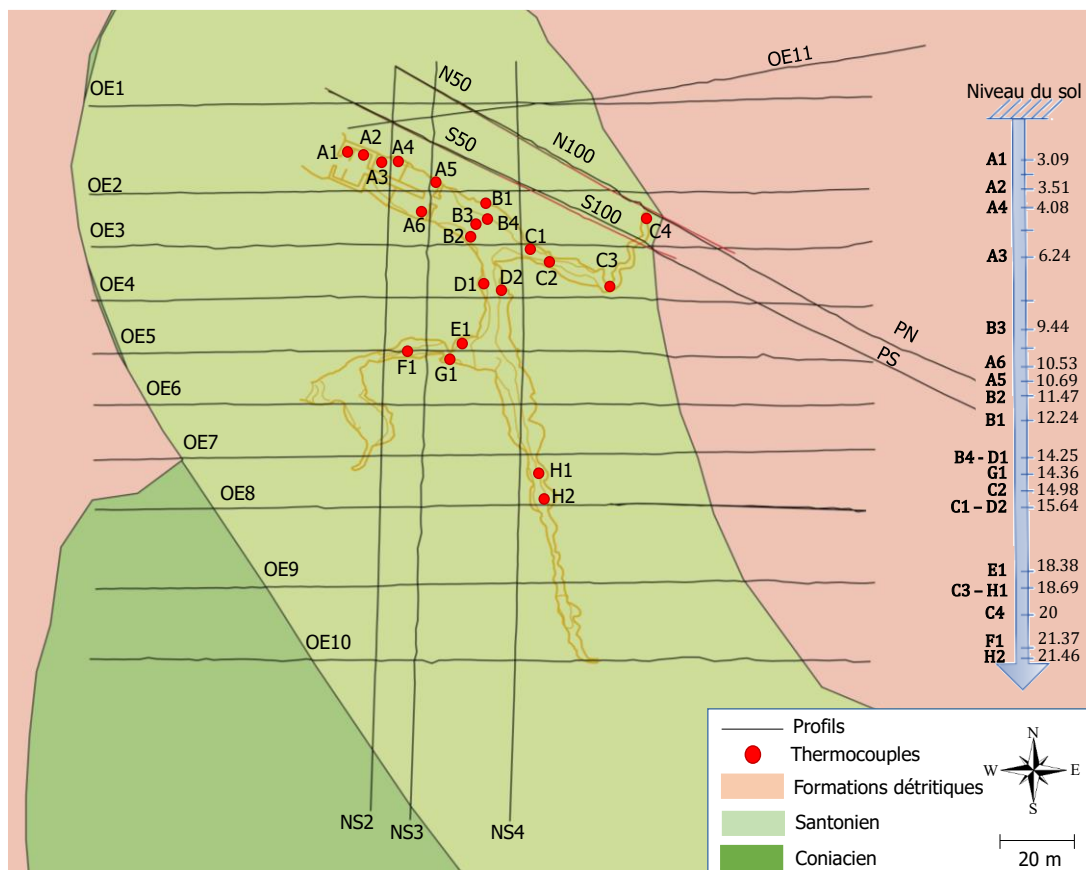 OE11
N50
OE1
Niveau du sol
S50
N100
A1
A2
A3
A4
A5
A6
OE2
B1
B3
B4
B2
S100
C4
OE3
C1
C2
C3
D1
D2
OE4
PN
PS
OE5
E1
F1
G1
OE6
OE7
H1
H2
OE8
OE9
OE10
NS2
NS3
NS4
A1 3.09
A2 3.51
A4 4.08
A3 6.24
B3 9.44
A6 10.53
A5 10.69
B2 11.47
B1 12.24
B4 - D1 14.25
G1 14.36
C2 14.98
C1 – D2 15.64
E1 18.38
C3 – H1 18.69
C4 20
F1 21.37
H2 21.46
Profils
Thermocouples
Formations détritiques
Santonien
Coniacien
N
W E
S
20 m